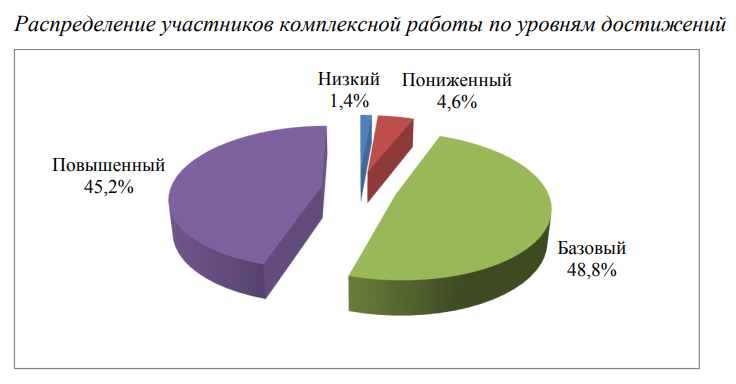 Распределение участников комплексной работы по уровням достижений
Низкий
1,4%
Пониженный
4,6%
Повышенный
45,2%
Базовый
48,8%